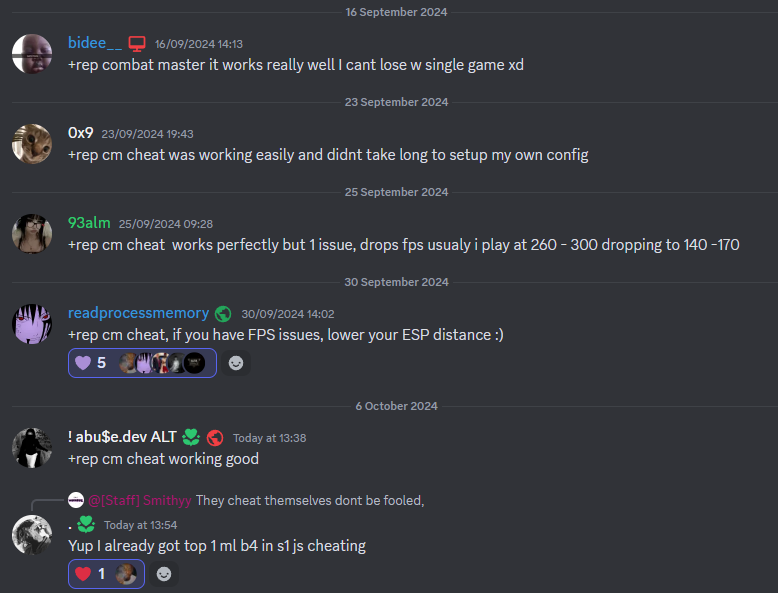 16 September 2024
bidee__ 16/09/2024 14:13
+rep combat master it works really well I cant lose w single game xd
23 September 2024
0x9 23/09/2024 19:43
+rep cm cheat was working easily and didnt take long to setup my own config
25 September 2024
93alm 25/09/2024 09:28
+rep cm cheat works perfectly but 1 issue, drops fps usualy i play at 260 - 300 dropping to 140 -170
30 September 2024
readprocessmemory 30/09/2024 14:02
+rep cm cheat, if you have FPS issues, lower your ESP distance :)
5
6 October 2024
! abu$e.dev ALT Today at 13:38
+rep cm cheat working good
@[Staff] Smithyy They cheat themselves dont be fooled,
. Today at 13:54
Yup I already got top 1 ml b4 in s1 js cheating
1